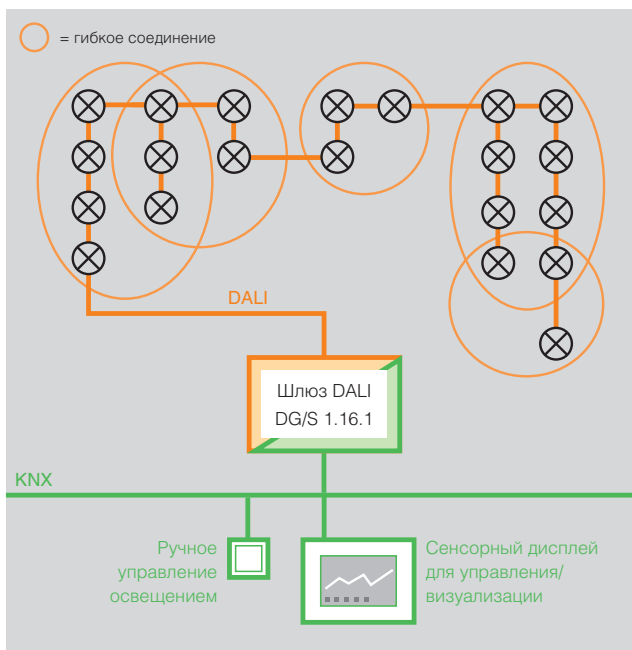 = гибкое соединение
DALI
Шлюз DALI
DG/S 1.16.1
KNX
Ручное
управление
освещением
Сенсорный дисплей
для управления/
визуализации